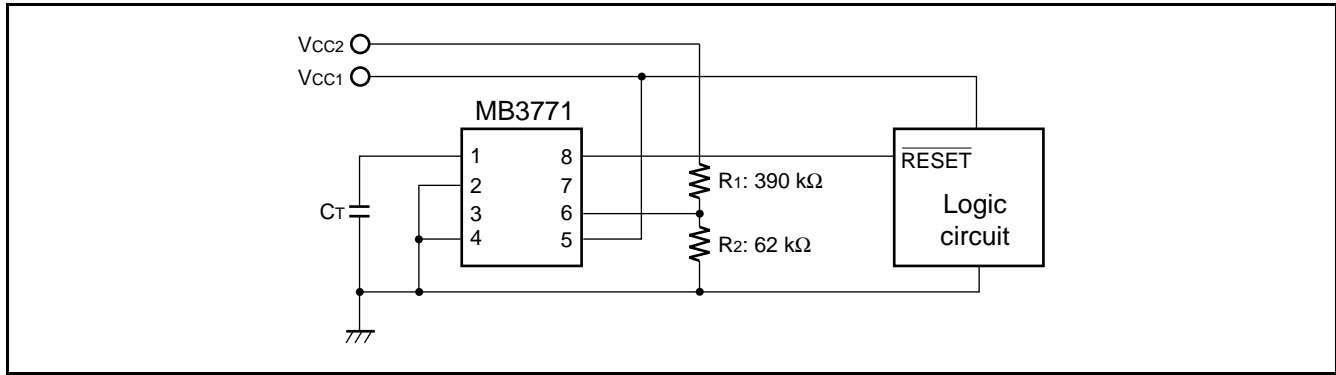 VCC2
VCC1
MB3771
1 8
2 7
3 6
4 5
CT
R1: 390 kΩ
R2: 62 kΩ
RESET
Logic
circuit